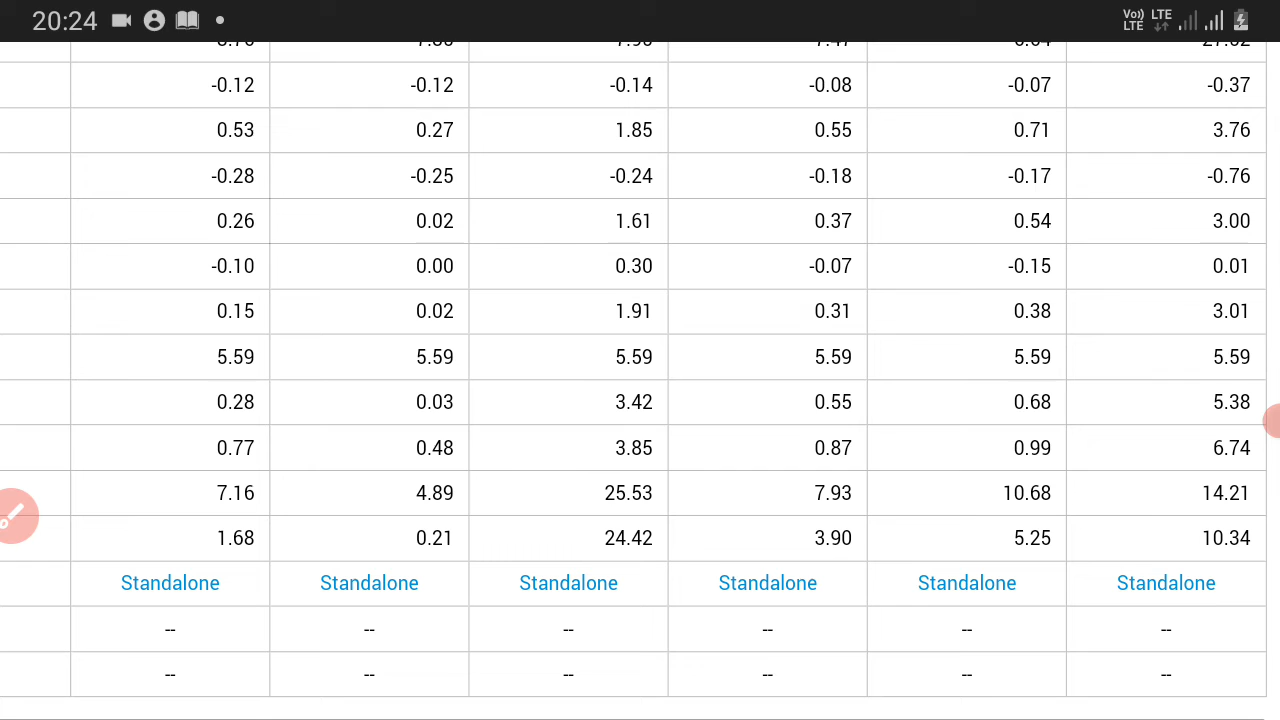 20:24 Vo) LTE LTE
-0.12 -0.12 -0.14 -0.08 -0.07 -0.37
0.53 0.27 1.85 0.55 0.71 3.76
-0.28 -0.25 -0.24 -0.18 -0.17 -0.76
0.26 0.02 1.61 0.37 0.54 3.00
-0.10 0.00 0.30 -0.07 -0.15 0.01
0.15 0.02 1.91 0.31 0.38 3.01
5.59 5.59 5.59 5.59 5.59 5.59
0.28 0.03 3.42 0.55 0.68 5.38
0.77 0.48 3.85 0.87 0.99 6.74
7.16 4.89 25.53 7.93 10.68 14.21
1.68 0.21 24.42 3.90 5.25 10.34
Standalone Standalone Standalone Standalone Standalone Standalone
-- -- -- -- -- --
-- -- -- -- -- --